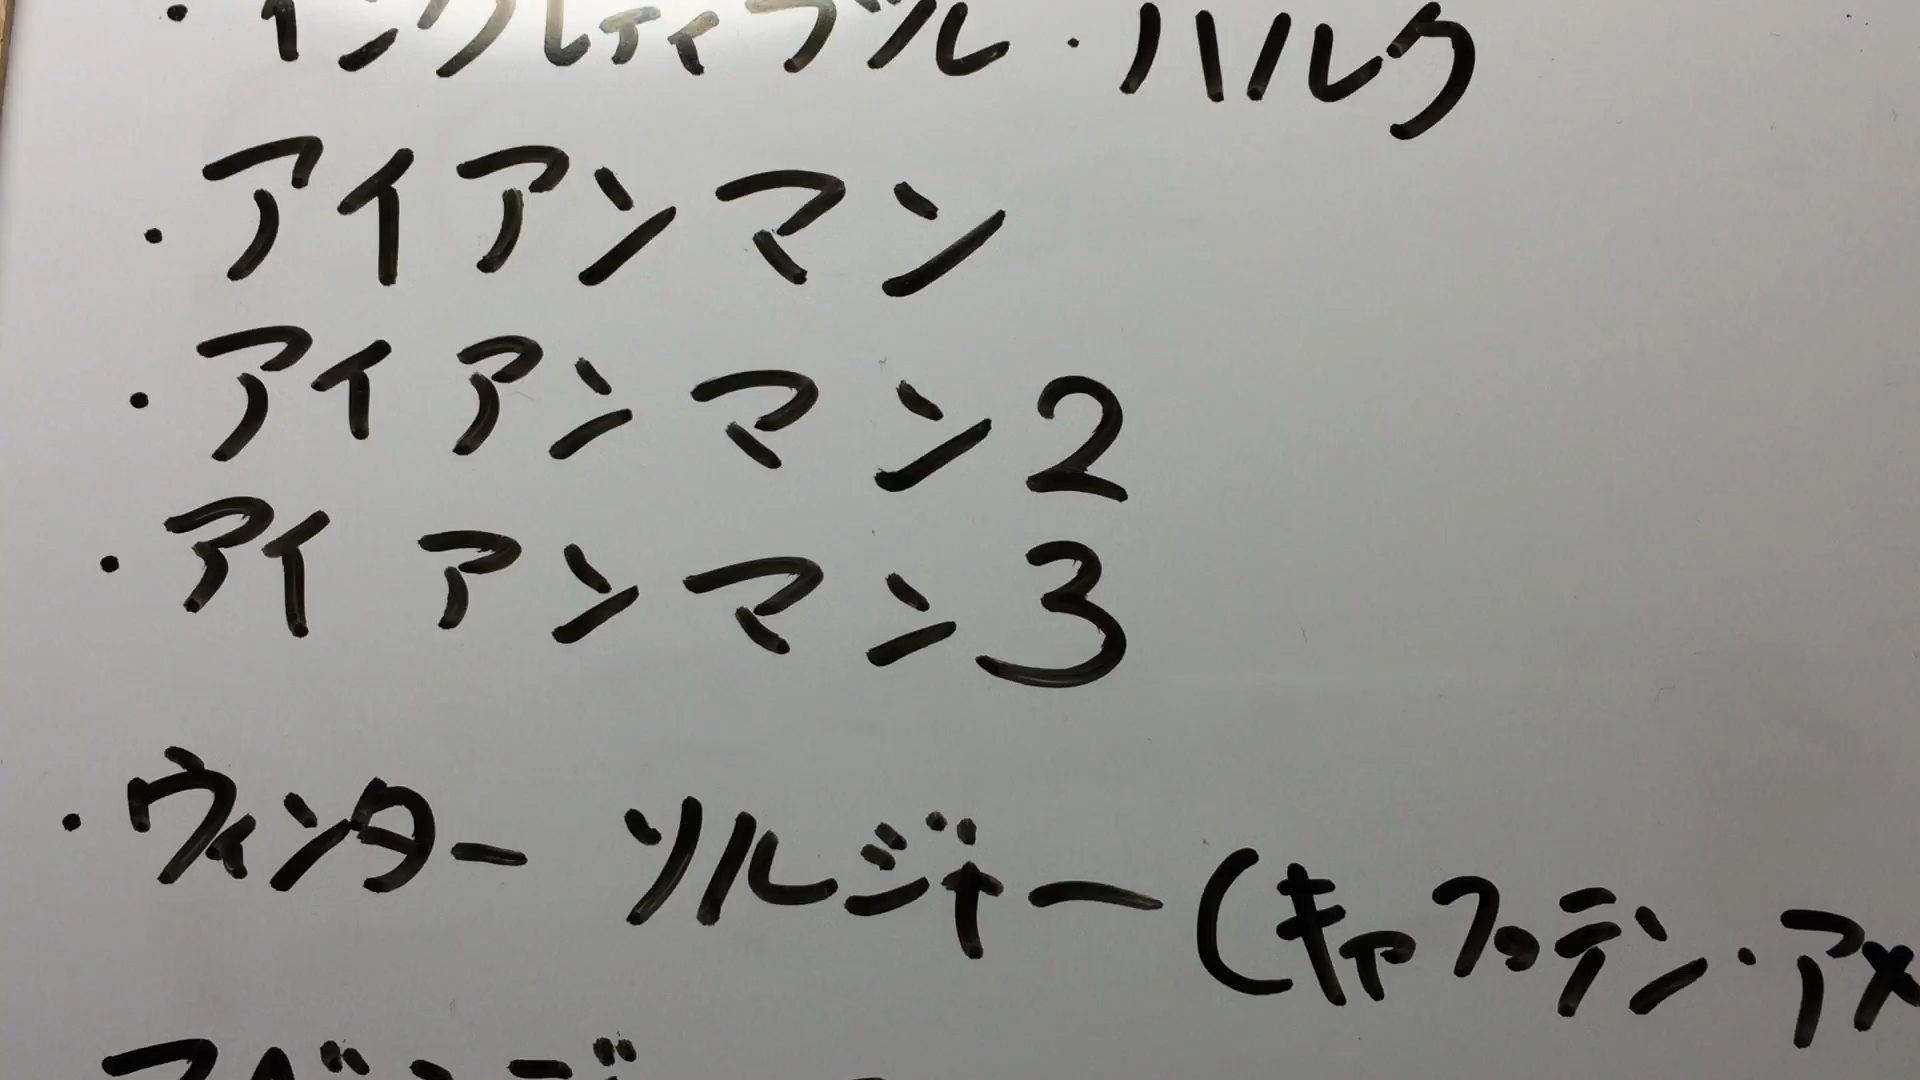 ・インクレディブル・ハルク
・アイアンマン
・アイアンマン2
・アイアンマン3
・ウィンター ソルジャー(キャプテン・アメ